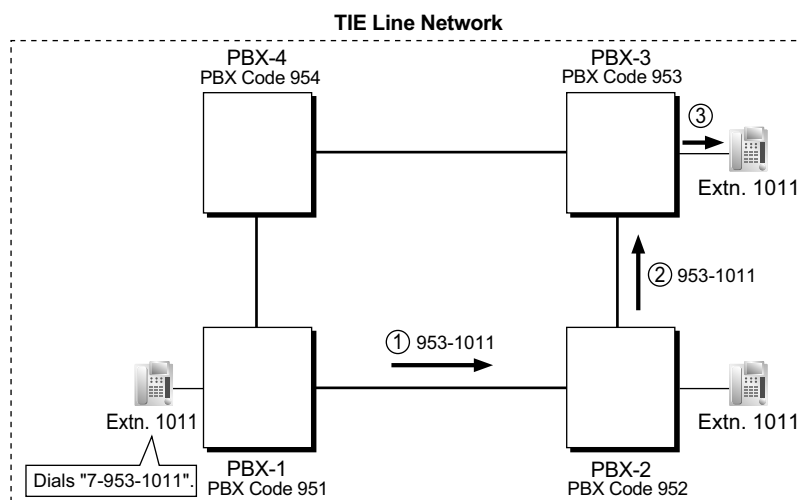 TIE Line Network
PBX-4
PBX Code 954
PBX-3
PBX Code 953
③
Extn. 1011
② 953-1011
① 953-1011
Extn. 1011
Extn. 1011
Dials "7-953-1011".
PBX-1
PBX Code 951
PBX-2
PBX Code 952